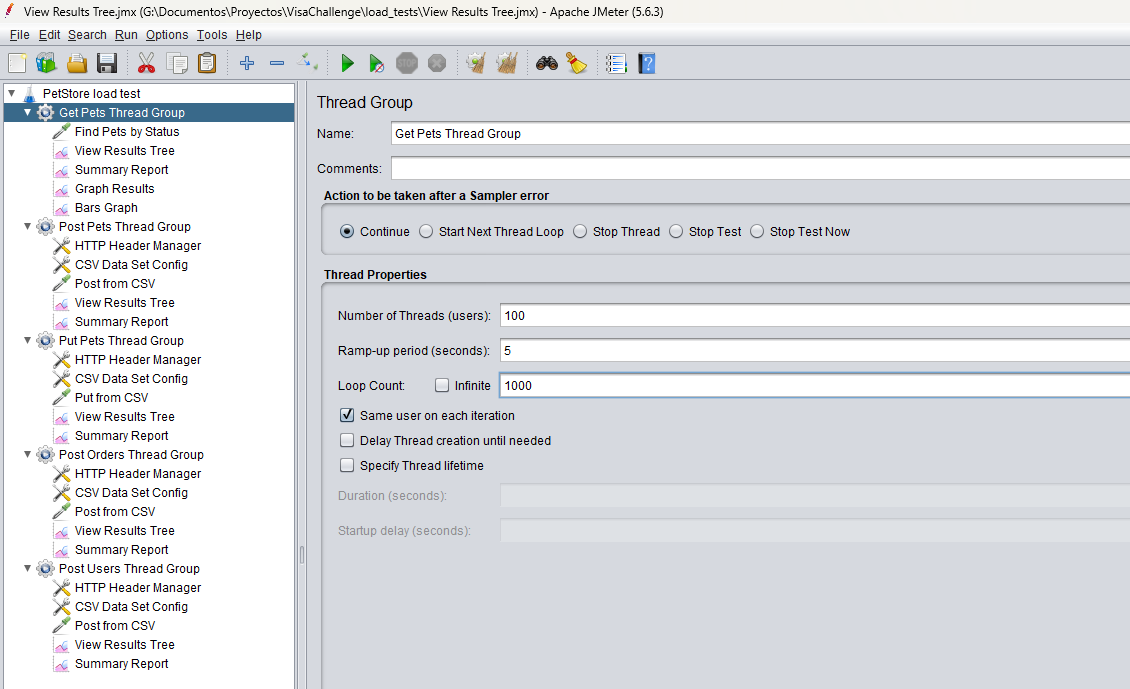 View Results Tree.jmx (G:\Documentos\Proyectos\VisaChallenge\load_tests\View Results Tree.jmx) - Apache JMeter (5.6.3)
File Edit Search Run Options Tools Help
STOP
PetStore load test
Get Pets Thread Group
Find Pets by Status
View Results Tree
Summary Report
Graph Results
Bars Graph
Post Pets Thread Group
HTTP Header Manager
CSV Data Set Config
Post from CSV
View Results Tree
Summary Report
Put Pets Thread Group
HTTP Header Manager
CSV Data Set Config
Put from CSV
View Results Tree
Summary Report
Post Orders Thread Group
HTTP Header Manager
CSV Data Set Config
Post from CSV
View Results Tree
Summary Report
Post Users Thread Group
HTTP Header Manager
CSV Data Set Config
Post from CSV
View Results Tree
Summary Report
Thread Group
Name: Get Pets Thread Group
Comments:
Action to be taken after a Sampler error
Continue Start Next Thread Loop Stop Thread Stop Test Stop Test Now
Thread Properties
Number of Threads (users): 100
Ramp-up period (seconds): 5
Loop Count: Infinite 1000
Same user on each iteration
Delay Thread creation until needed
Specify Thread lifetime
Duration (seconds):
Startup delay (seconds):